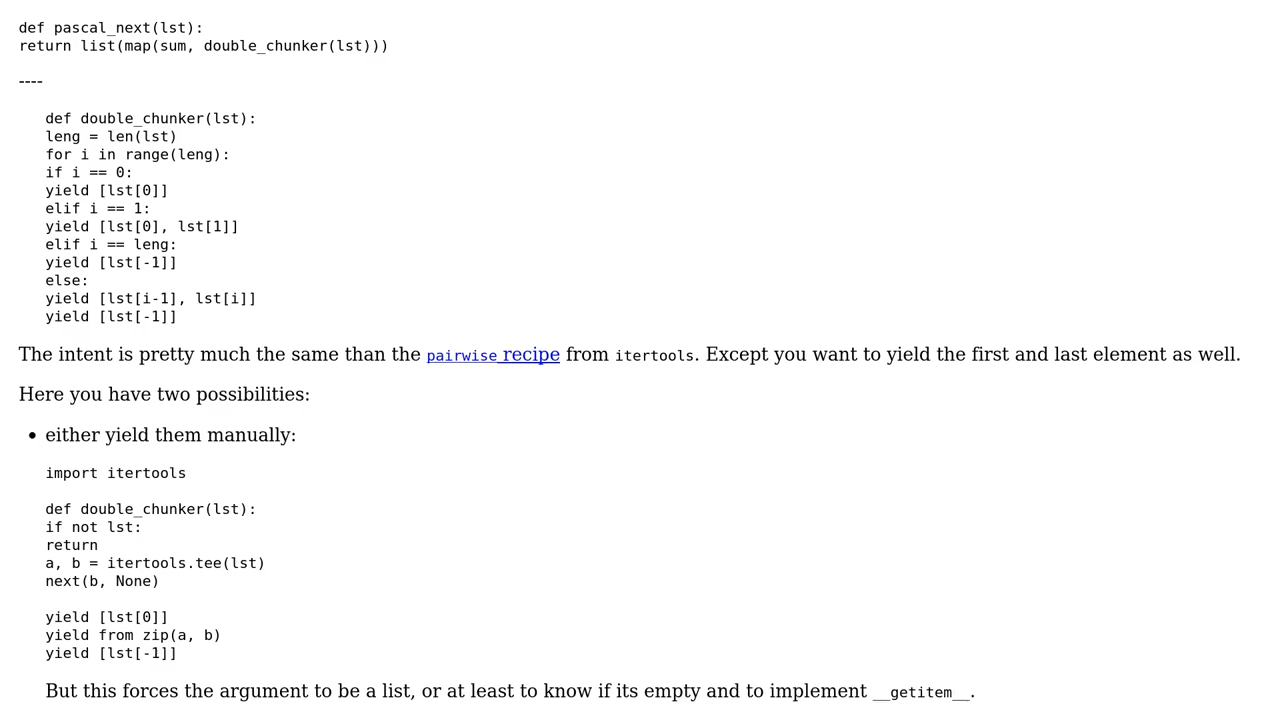 def pascal_next(lst):
return list(map(sum, double_chunker(lst)))
----
def double_chunker(lst):
leng = len(lst)
for i in range(leng):
if i == 0:
yield [lst[0]]
elif i == 1:
yield [lst[0], lst[1]]
elif i == leng:
yield [lst[-1]]
else:
yield [lst[i-1], lst[i]]
yield [lst[-1]]
The intent is pretty much the same than the pairwise recipe from itertools. Except you want to yield the first and last element as well.
Here you have two possibilities:
• either yield them manually:
import itertools
def double_chunker(lst):
if not lst:
return
a, b = itertools.tee(lst)
next(b, None)
yield [lst[0]]
yield from zip(a, b)
yield [lst[-1]]
But this forces the argument to be a list, or at least to know if its empty and to implement __getitem__.